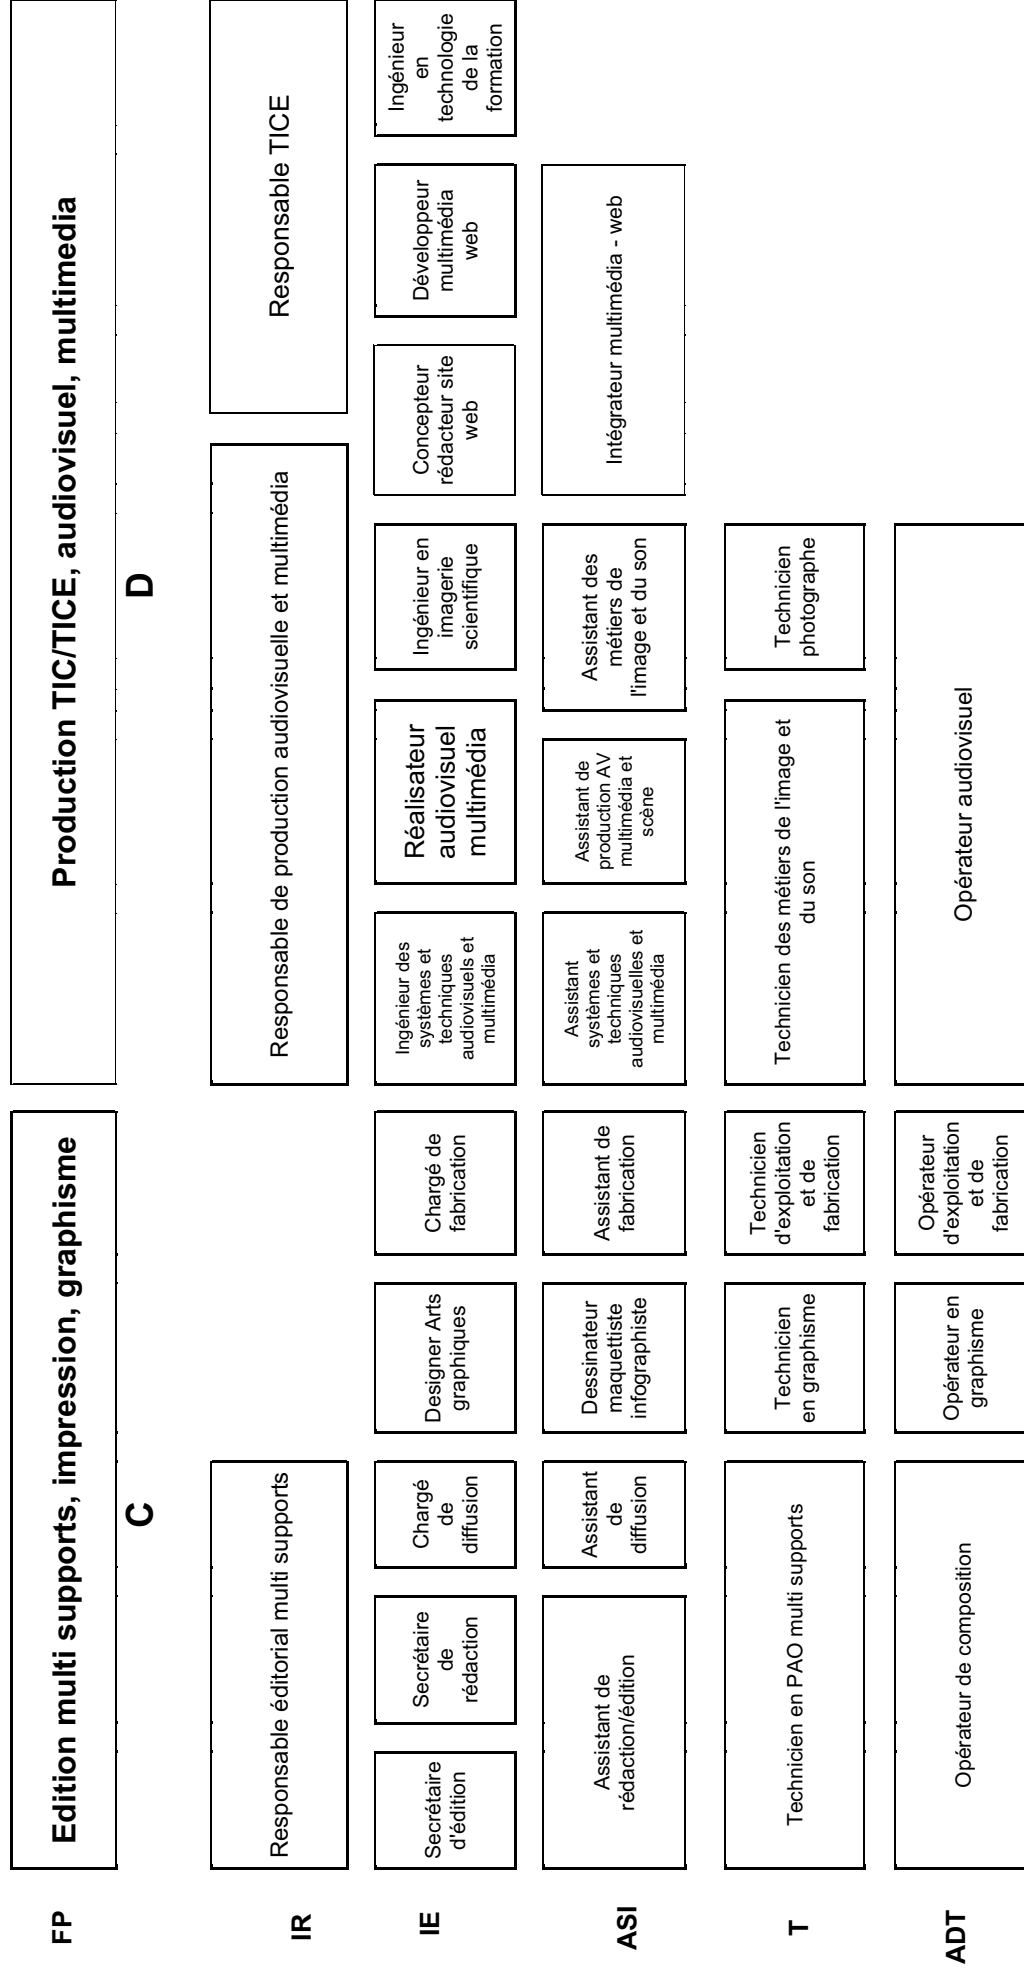 FP
Edition multi supports, impression, graphisme
Production TIC/TICE, audiovisuel, multimedia
C
D
IR
Responsable éditorial multi supports
Responsable de production audiovisuelle et multimédia
Responsable TICE
IE
Secrétaire
d'édition
Secrétaire
de
rédaction
Chargé
de
diffusion
Designer Arts
graphiques
Chargé de
fabrication
Ingénieur des
systèmes et
techniques
audiovisuels et
multimédia
Réalisateur
audiovisuel
multimédia
Ingénieur en
imagerie
scientifique
Concepteur
rédacteur site
web
Développeur
multimédia
web
Ingénieur
en
technologie
de la
formation
ASI
Assistant de
rédaction/édition
Assistant
de
diffusion
Dessinateur
maquettiste
infographiste
Assistant de
fabrication
Assistant
systèmes et
techniques
audiovisuelles et
multimédia
Assistant de
production AV
multimédia et
scène
Assistant des
métiers de
l'image et du son
Intégrateur multimédia - web
T
Technicien en PAO multi supports
Technicien
en graphisme
Technicien
d'exploitation
et de
fabrication
Technicien des métiers de l'image et
du son
Technicien
photographe
ADT
Opérateur de composition
Opérateur en
graphisme
Opérateur
d'exploitation
et de
fabrication
Opérateur audiovisuel